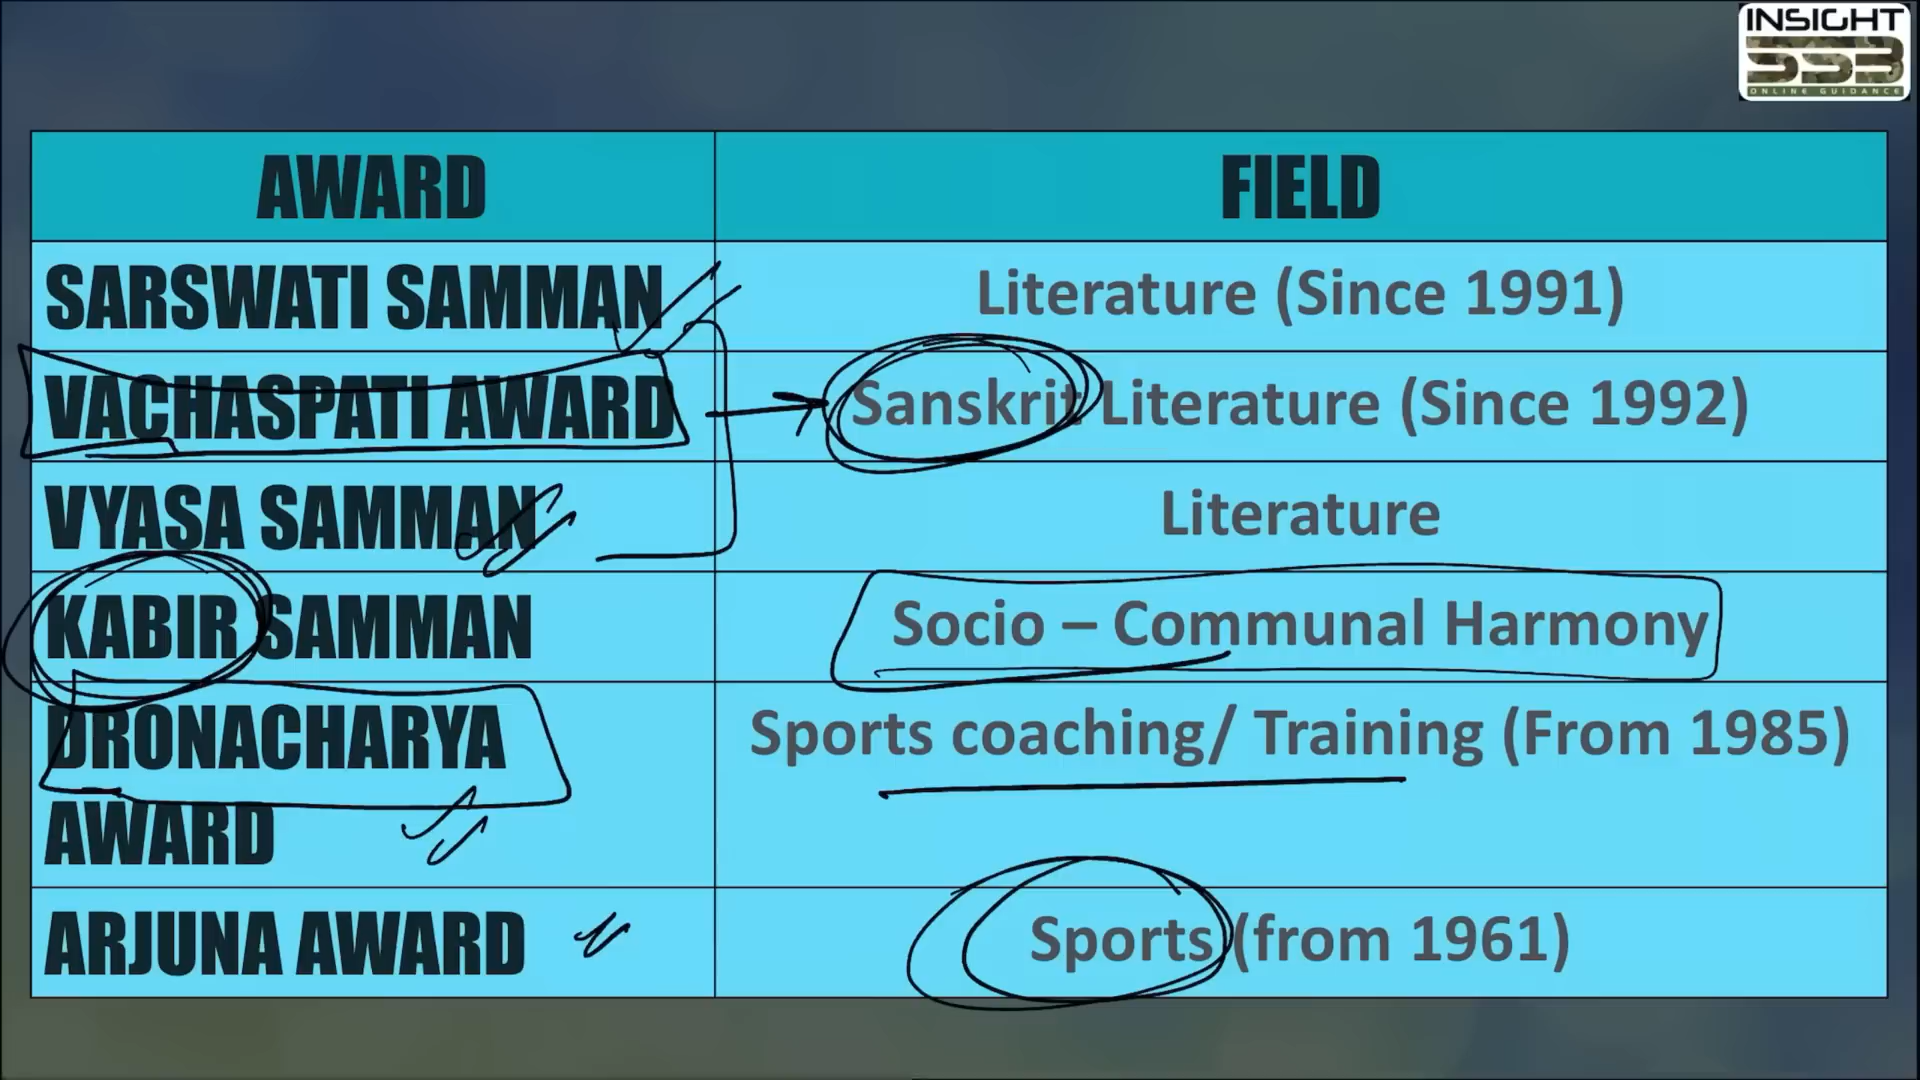 INSIGHT
SSB
ONLINE GUIDANCE
AWARD FIELD
SARSWATI SAMMAN Literature (Since 1991)
VACHASPATI AWARD Sanskrit Literature (Since 1992)
VYASA SAMMAN Literature
KABIR SAMMAN Socio – Communal Harmony
DRONACHARYA Sports coaching/ Training (From 1985)
AWARD
ARJUNA AWARD Sports (from 1961)